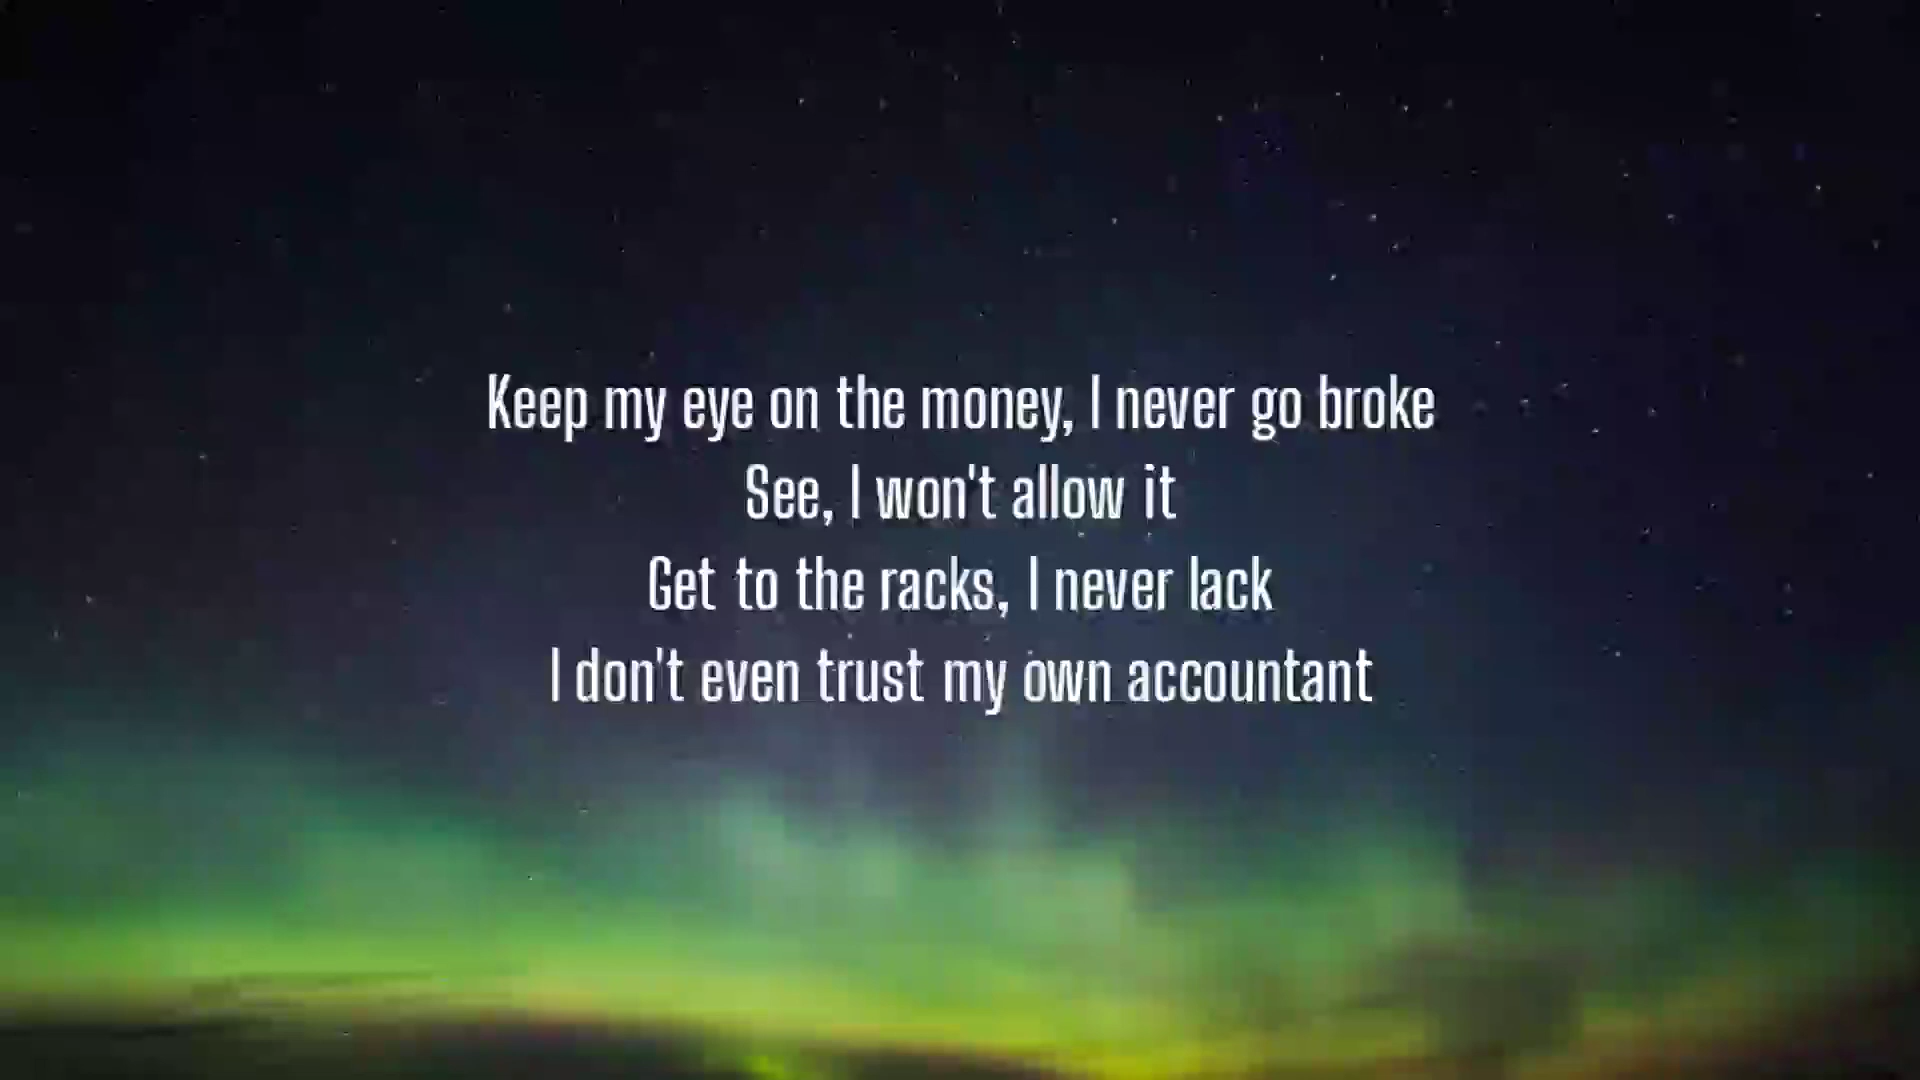 Keep my eye on the money, I never go broke
See, I won't allow it
Get to the racks, I never lack
I don't even trust my own accountant